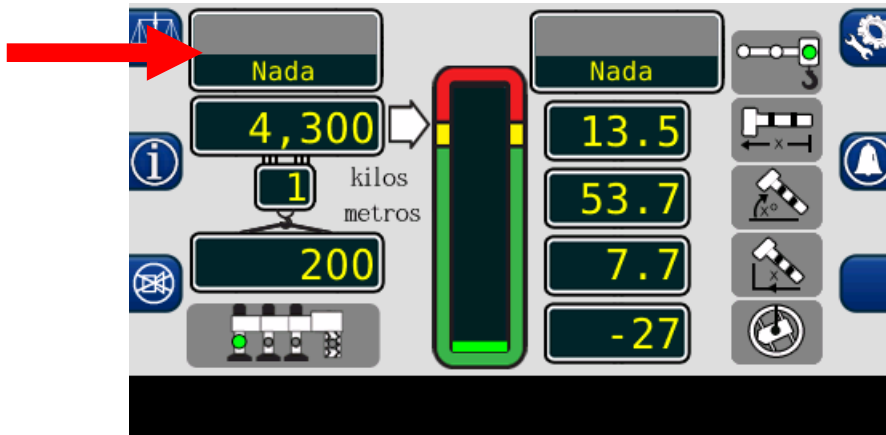 Nada
Nada
4,300
13.5
1
kilos
metros
x
53.7
x°
200
7.7
x
-27